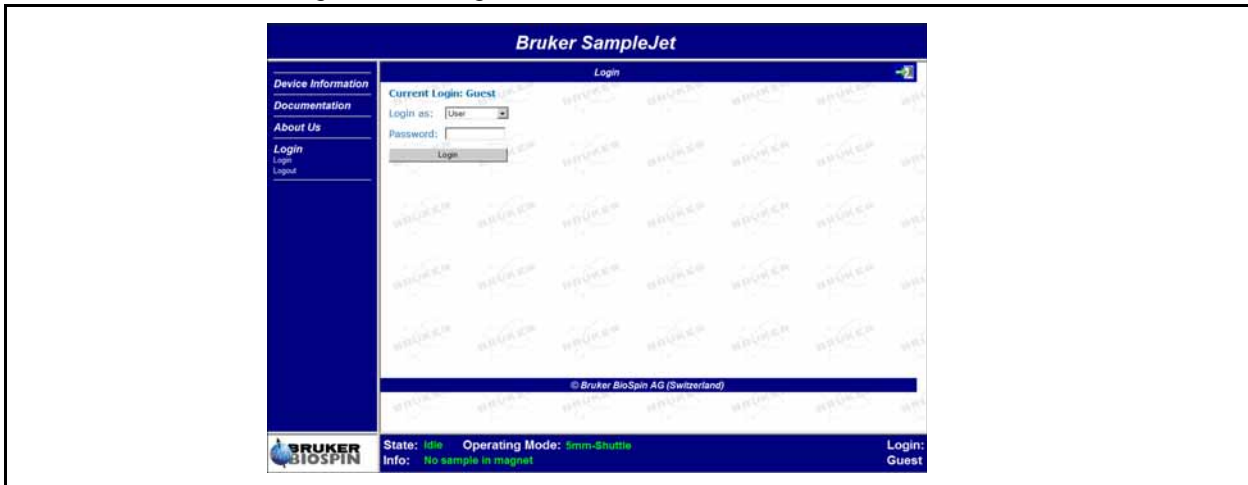 Bruker SampleJet
Device Information
Documentation
About Us
Login
Login
Logout
Login
Current Login: Guest
Login as: User
Password:
Login
© Bruker BioSpin AG (Switzerland)
BRUKER
BIOSPIN
State: Idle Operating Mode: 5mm-Shuttle
Info: No sample in magnet
Login:
Guest